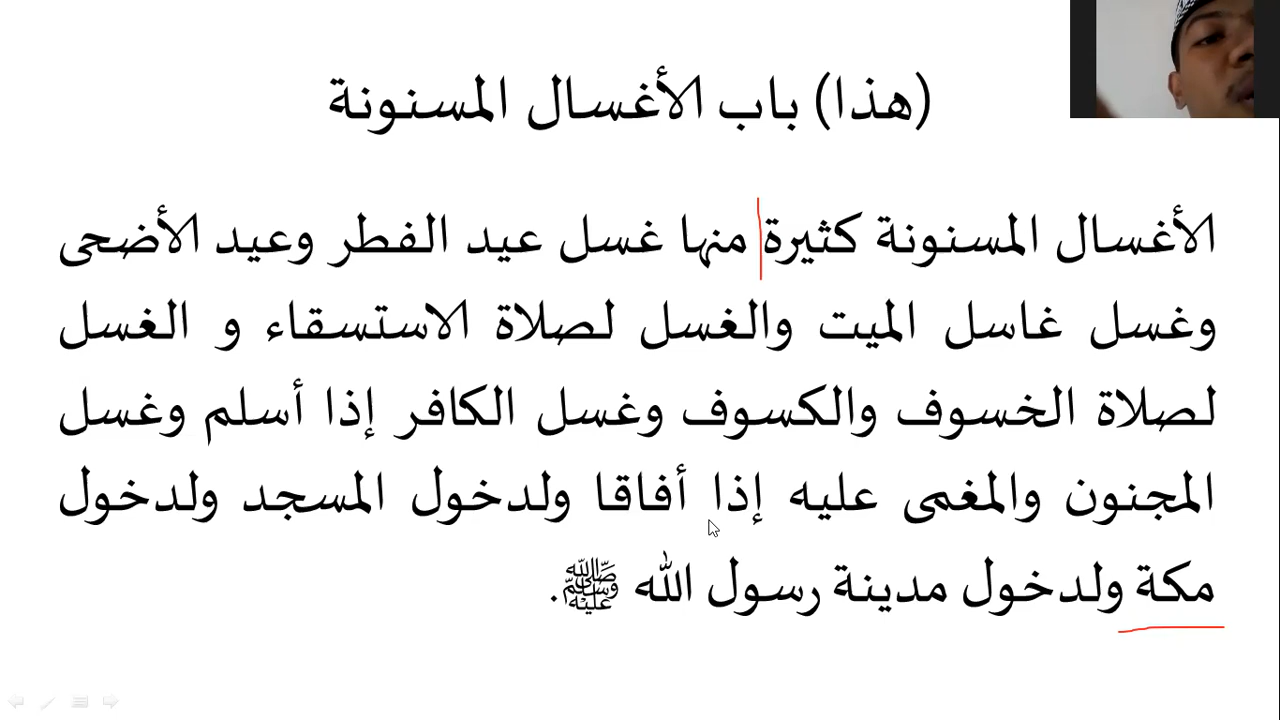 (هذا) باب الأغسال المسنونة
الأغسال المسنونة كثيرة منها غسل عيد الفطر وعيد الأضحى
وغسل غاسل الميت والغسل لصلاة الاستسقاء و الغسل
لصلاة الخسوف والكسوف وغسل الكافر إذا أسلم وغسل
المجنون والمغمى عليه إذا أفاقا ولدخول المسجد ولدخول
مكة ولدخول مدينة رسول الله ﷺ.